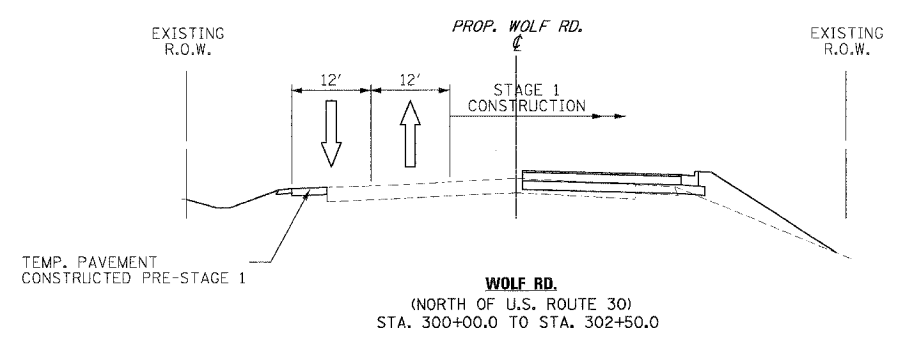 PROP. WOLF RD.
℄
EXISTING
R.O.W.
EXISTING
R.O.W.
12'
12'
STAGE 1
CONSTRUCTION
TEMP. PAVEMENT
CONSTRUCTED PRE-STAGE 1
WOLF RD.
(NORTH OF U.S. ROUTE 30)
STA. 300+00.0 TO STA. 302+50.0